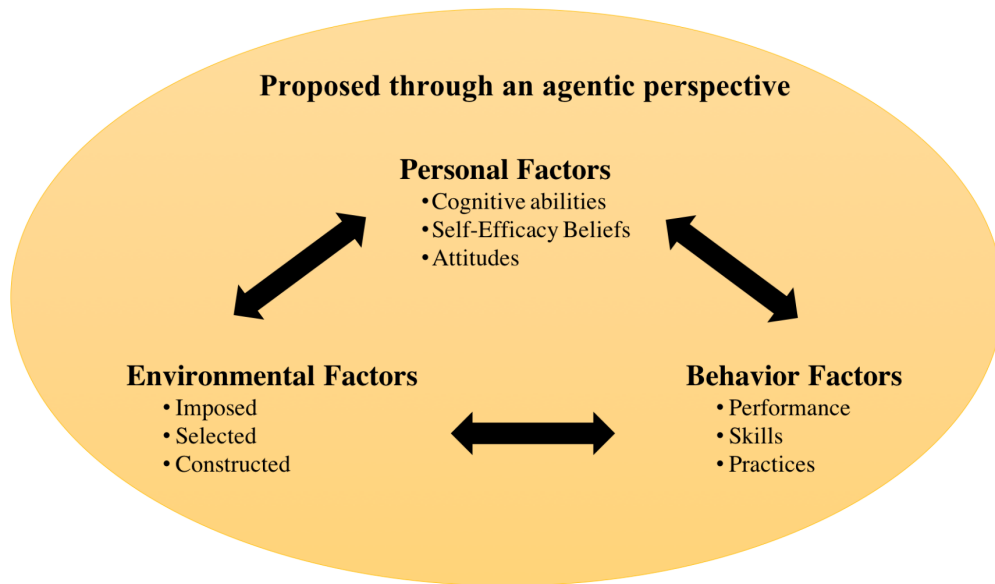 Proposed through an agentic perspective
Personal Factors
•Cognitive abilities
•Self-Efficacy Beliefs
•Attitudes
Environmental Factors
•Imposed
•Selected
•Constructed
Behavior Factors
•Performance
•Skills
•Practices